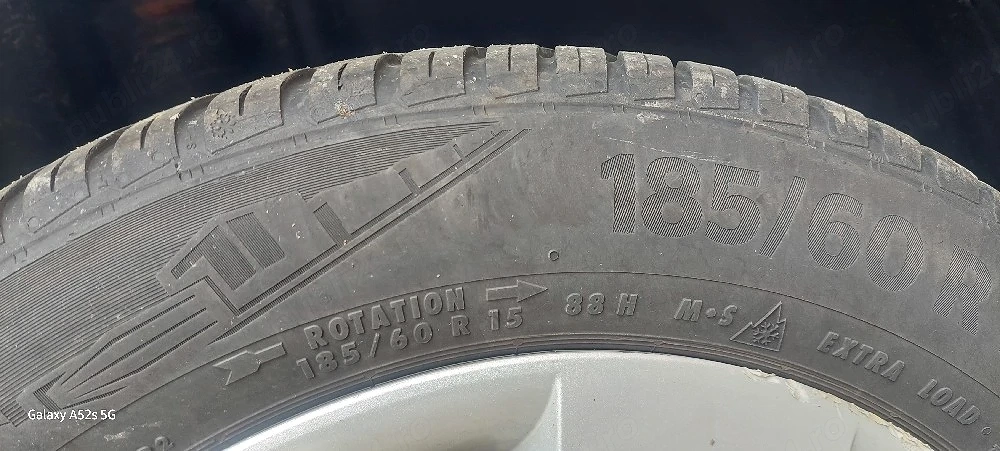 185/60 R
ROTATION
185/60 R 15 88 H M•S EXTRA LOAD
Galaxy A52s 5G